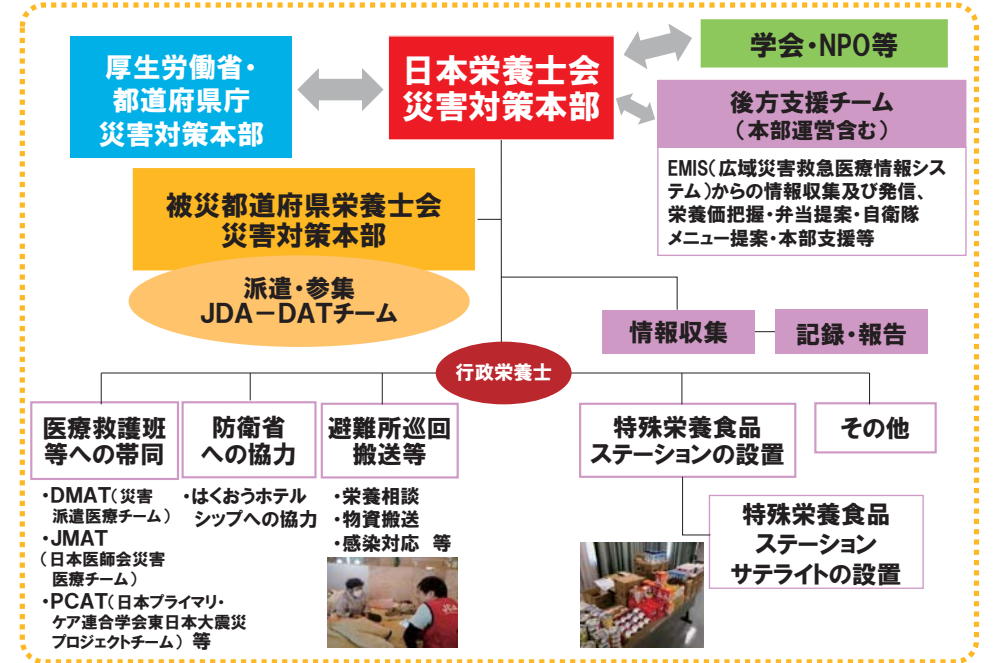 学会・NPO等
厚生労働省・
都道府県庁
災害対策本部
日本栄養士会
災害対策本部
後方支援チーム
（本部運営含む）
EMIS（広域災害救急医療情報シス
テム）からの情報収集及び発信、
栄養価把握・弁当提案・自衛隊
メニュー提案・本部支援等
被災都道府県栄養士会
災害対策本部
派遣・参集
JDA－DATチーム
情報収集
記録・報告
行政栄養士
医療救護班
等への帯同
・DMAT（災害
派遣医療チーム）
・JMAT
（日本医師会災害
医療チーム）
・PCAT（日本プライマリ・
ケア連合学会東日本大震災
プロジェクトチーム）等
防衛省
への協力
・はくおうホテル
シップへの協力
避難所巡回
搬送等
・栄養相談
・物資搬送
・感染対応 等
特殊栄養食品
ステーションの設置
特殊栄養食品
ステーション
サテライトの設置
その他